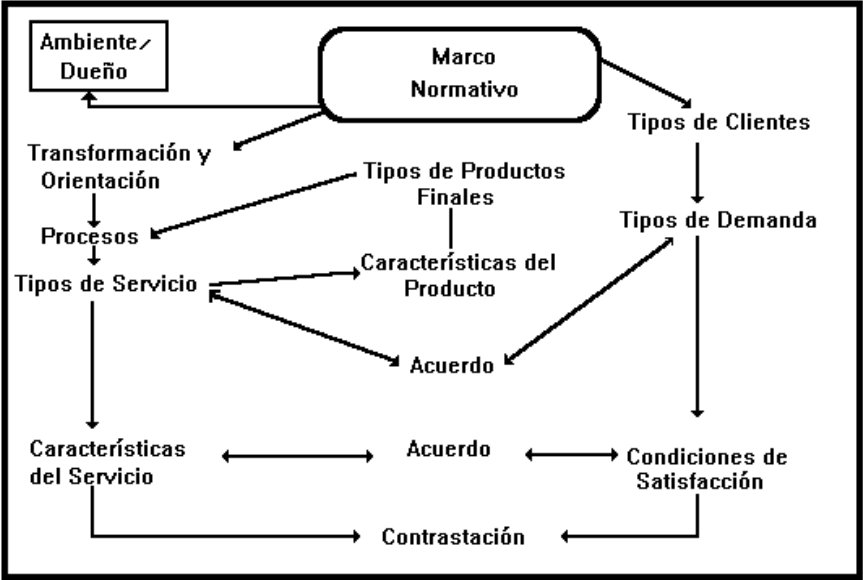 Ambiente/
Dueño
Marco
Normativo
Tipos de Clientes
Transformación y
Orientación
Tipos de Productos
Finales
Tipos de Demanda
Procesos
Tipos de Servicio
Características del
Producto
Acuerdo
Características
del Servicio
Acuerdo
Condiciones de
Satisfacción
Contrastación